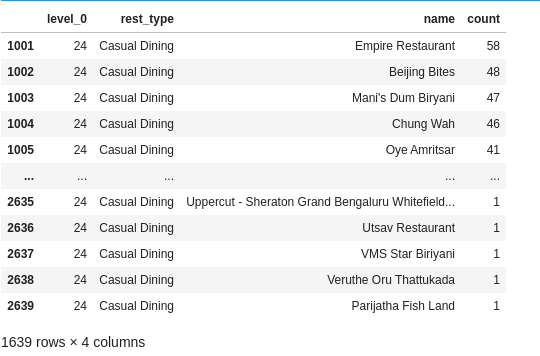 level_0 rest_type name count
1001 24 Casual Dining Empire Restaurant 58
1002 24 Casual Dining Beijing Bites 48
1003 24 Casual Dining Mani's Dum Biryani 47
1004 24 Casual Dining Chung Wah 46
1005 24 Casual Dining Oye Amritsar 41
... ... ... ... ...
2635 24 Casual Dining Uppercut - Sheraton Grand Bengaluru Whitefield... 1
2636 24 Casual Dining Utsav Restaurant 1
2637 24 Casual Dining VMS Star Biriyani 1
2638 24 Casual Dining Veruthe Oru Thattukada 1
2639 24 Casual Dining Parijatha Fish Land 1
1639 rows × 4 columns